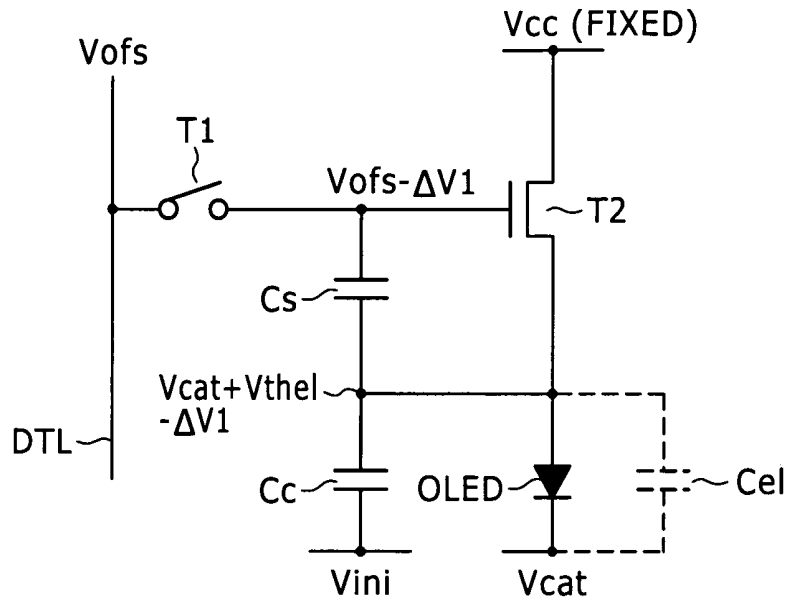 Vcc (FIXED)
Vofs
T1
Vofs-ΔV1
T2
Cs
Vcat+Vthel
-ΔV1
DTL
Cc
OLED
Cel
Vini
Vcat